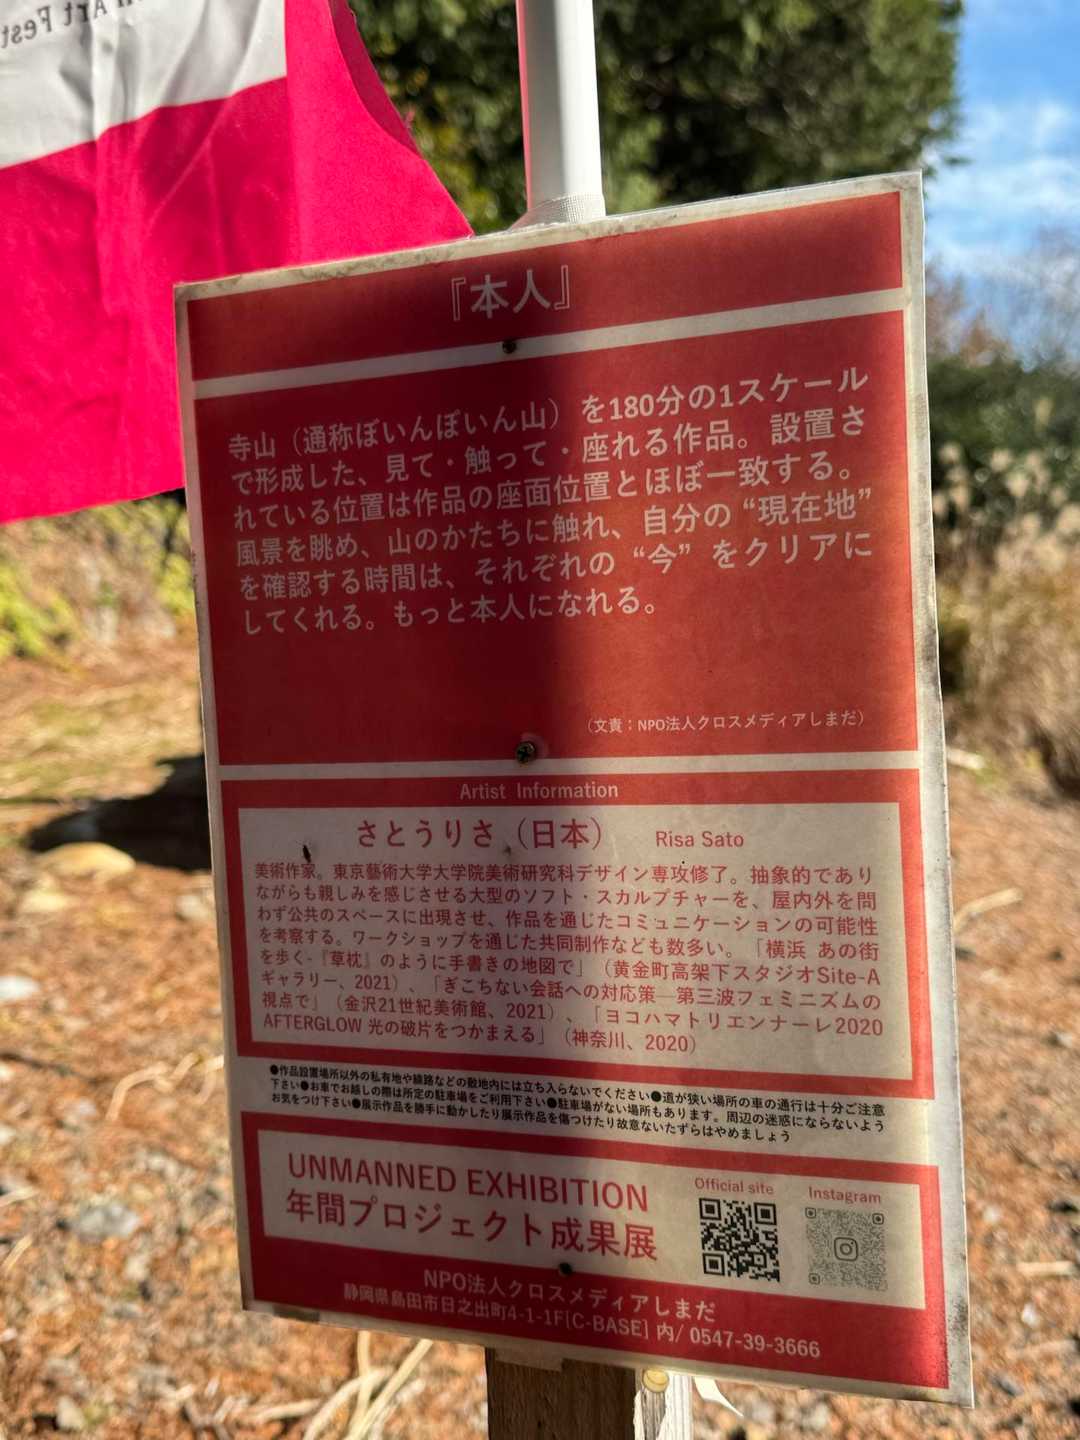 Art Fest
『本人』
寺山（通称ぽいんぽいん山）を180分の1スケール
で形成した、見て・触って・座れる作品。設置さ
れている位置は作品の座面位置とほぼ一致する。
風景を眺め、山のかたちに触れ、自分の“現在地”
を確認する時間は、それぞれの“今”をクリアに
してくれる。もっと本人になれる。
（文責：NPO法人クロスメディアしまだ）
Artist Information
さとうりさ（日本） Risa Sato
美術作家。東京藝術大学大学院美術研究科デザイン専攻修了。抽象的であり
ながらも親しみを感じさせる大型のソフト・スカルプチャーを、屋内外を問
わず公共のスペースに出現させ、作品を通じたコミュニケーションの可能性
を考察する。ワークショップを通じた共同制作なども数多い。「横浜 あの街
を歩く-『草枕』のように手書きの地図で」（黄金町高架下スタジオSite-A
ギャラリー、2021）、「ぎこちない会話への対応策―第三波フェミニズムの
視点で」（金沢21世紀美術館、2021）、「ヨコハマトリエンナーレ2020
AFTERGLOW 光の破片をつかまえる」（神奈川、2020）
●作品設置場所以外の私有地や線路などの敷地内には立ち入らないでください●道が狭い場所の車の通行は十分ご注意
下さい●お車でお越しの際は所定の駐車場をご利用下さい●駐車場がない場所もあります。周辺の迷惑にならないよう
お気をつけ下さい●展示作品を勝手に動かしたり展示作品を傷つけたり故意ないたずらはやめましょう
UNMANNED EXHIBITION
年間プロジェクト成果展
Official site
Instagram
NPO法人クロスメディアしまだ
静岡県島田市日之出町4-1-1F[C-BASE] 内/ 0547-39-3666